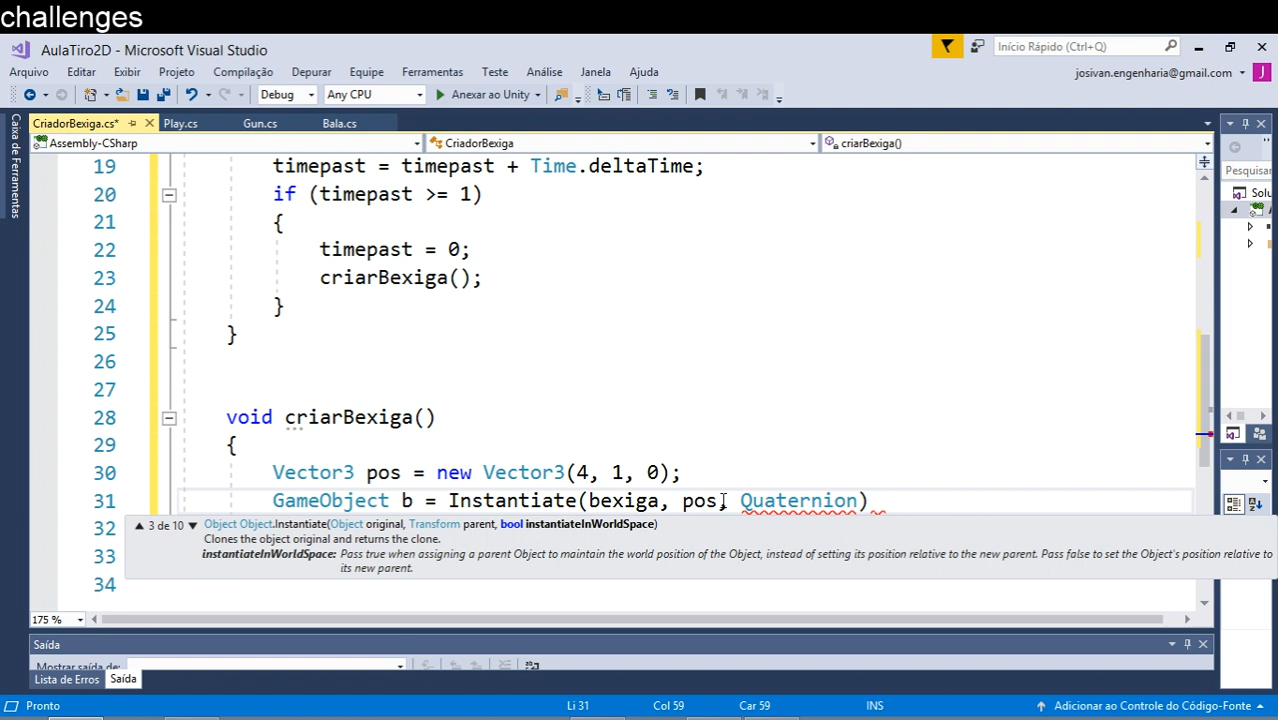 challenges
AulaTiro2D - Microsoft Visual Studio
Início Rápido (Ctrl+Q)
Arquivo Editar Exibir Projeto Compilação Depurar Equipe Ferramentas Teste Análise Janela Ajuda
josivan.engenharia@gmail.com J
Debug Any CPU Anexar ao Unity
Caixa de Ferramentas
CriadorBexiga.cs* Play.cs Gun.cs Bala.cs
Assembly-CSharp CriadorBexiga criarBexiga()
Pesquisar
Solu
19 timepast = timepast + Time.deltaTime;
20 if (timepast >= 1)
21 {
22 timepast = 0;
23 criarBexiga();
24 }
25 }
26
27
28 void criarBexiga()
29 {
30 Vector3 pos = new Vector3(4, 1, 0);
31 GameObject b = Instantiate(bexiga, pos, Quaternion)
32 3 de 10 Object Object.Instantiate(Object original, Transform parent, bool instantiateInWorldSpace)
Clones the object original and returns the clone.
33 instantiateInWorldSpace: Pass true when assigning a parent Object to maintain the world position of the Object, instead of setting its position relative to the new parent. Pass false to set the Object's position relative to
its new parent.
34
175 %
Saída
Mostrar saída de:
Lista de Erros Saída
Pronto Li 31 Col 59 Car 59 INS Adicionar ao Controle do Código-Fonte